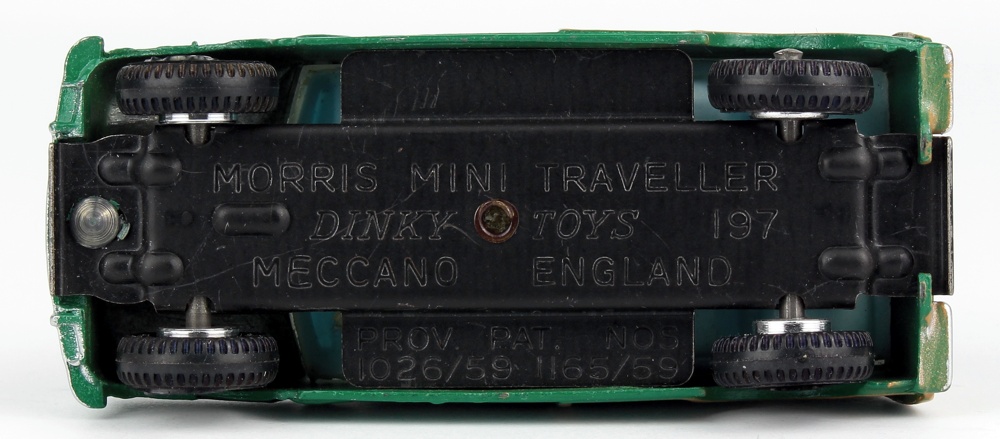 MORRIS MINI TRAVELLER
DINKY TOYS 197
MECCANO ENGLAND
PROV. PAT. NOS
1026/59 1165/59